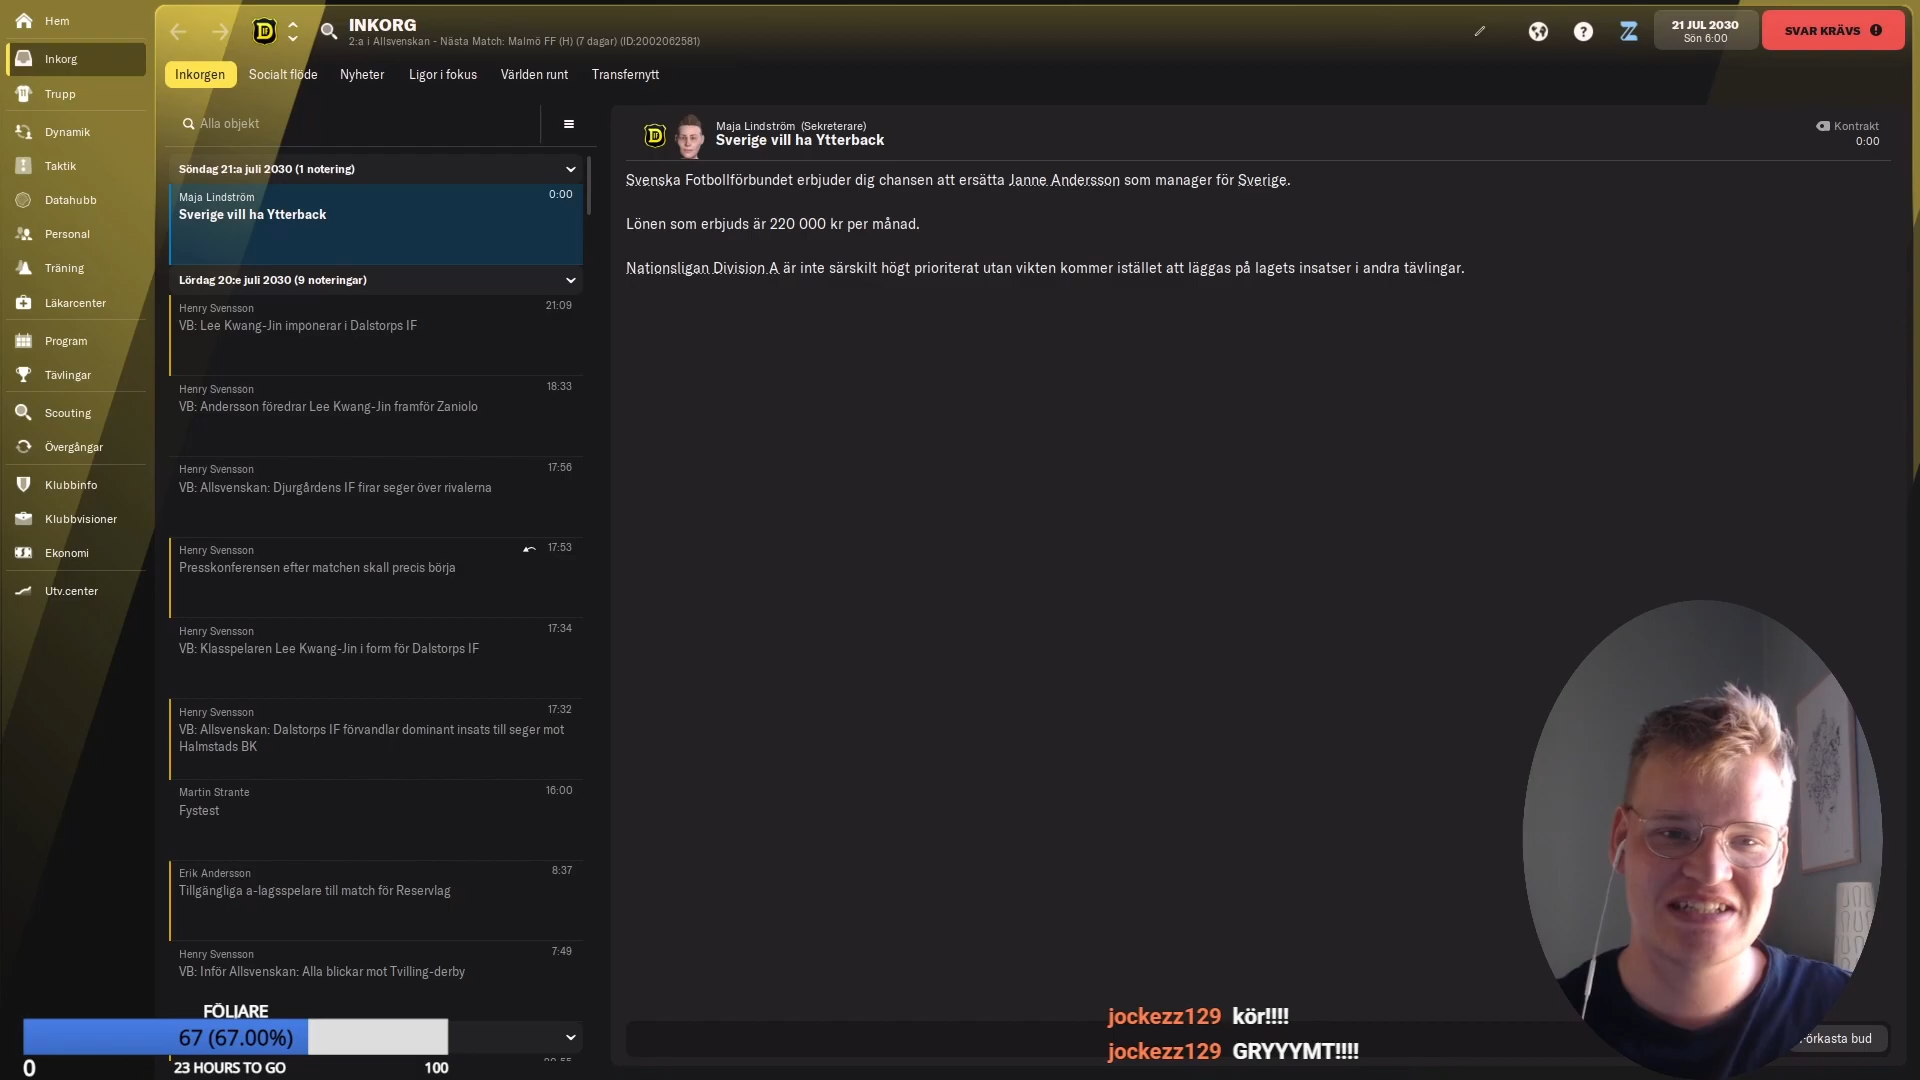 Hem
Inkorg
Trupp
Dynamik
Taktik
Datahubb
Personal
Träning
Läkarcenter
Program
Tävlingar
Scouting
Övergångar
Klubbinfo
Klubbvisioner
Ekonomi
Utv.center
INKORG
2:a i Allsvenskan - Nästa Match: Malmö FF (H) (7 dagar) (ID:2002062581)
21 JUL 2030
Sön 6:00
SVAR KRÄVS
Inkorgen
Socialt flöde
Nyheter
Ligor i fokus
Världen runt
Transfernytt
Alla objekt
Söndag 21:a juli 2030 (1 notering)
Maja Lindström 0:00
Sverige vill ha Ytterback
Lördag 20:e juli 2030 (9 noteringar)
Henry Svensson 21:09
VB: Lee Kwang-Jin imponerar i Dalstorps IF
Henry Svensson 18:33
VB: Andersson föredrar Lee Kwang-Jin framför Zaniolo
Henry Svensson 17:56
VB: Allsvenskan: Djurgårdens IF firar seger över rivalerna
Henry Svensson 17:53
Presskonferensen efter matchen skall precis börja
Henry Svensson 17:34
VB: Klasspelaren Lee Kwang-Jin i form för Dalstorps IF
Henry Svensson 17:32
VB: Allsvenskan: Dalstorps IF förvandlar dominant insats till seger mot
Halmstads BK
Martin Strante 16:00
Fystest
Erik Andersson 8:37
Tillgängliga a-lagsspelare till match för Reservlag
Henry Svensson 7:49
VB: Inför Allsvenskan: Alla blickar mot Tvilling-derby
Maja Lindström (Sekreterare)
Sverige vill ha Ytterback
Kontrakt
0:00
Svenska Fotbollförbundet erbjuder dig chansen att ersätta Janne Andersson som manager för Sverige.
Lönen som erbjuds är 220 000 kr per månad.
Nationsligan Division A är inte särskilt högt prioriterat utan vikten kommer istället att läggas på lagets insatser i andra tävlingar.
FÖLJARE
67 (67.00%)
0
23 HOURS TO GO
100
jockezz129 kör!!!!
jockezz129 GRYYYMT!!!!
örkasta bud